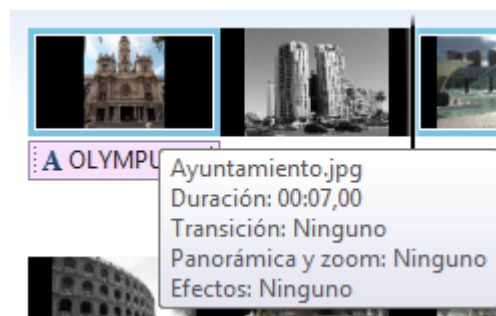 A OLYMPU
Ayuntamiento.jpg
Duración: 00:07,00
Transición: Ninguno
Panorámica y zoom: Ninguno
Efectos: Ninguno